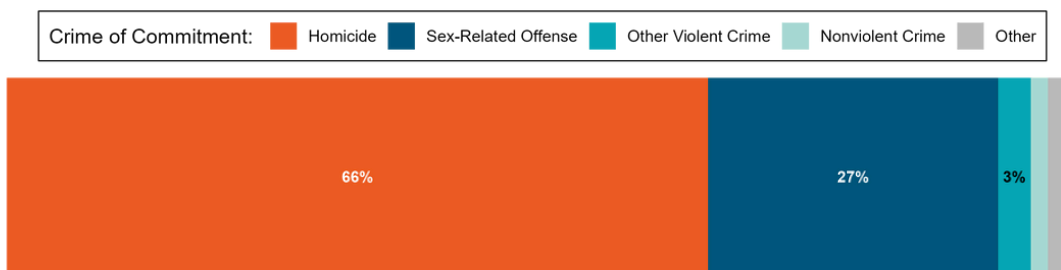 Crime of Commitment: Homicide Sex-Related Offense Other Violent Crime Nonviolent Crime Other
66% 27% 3%